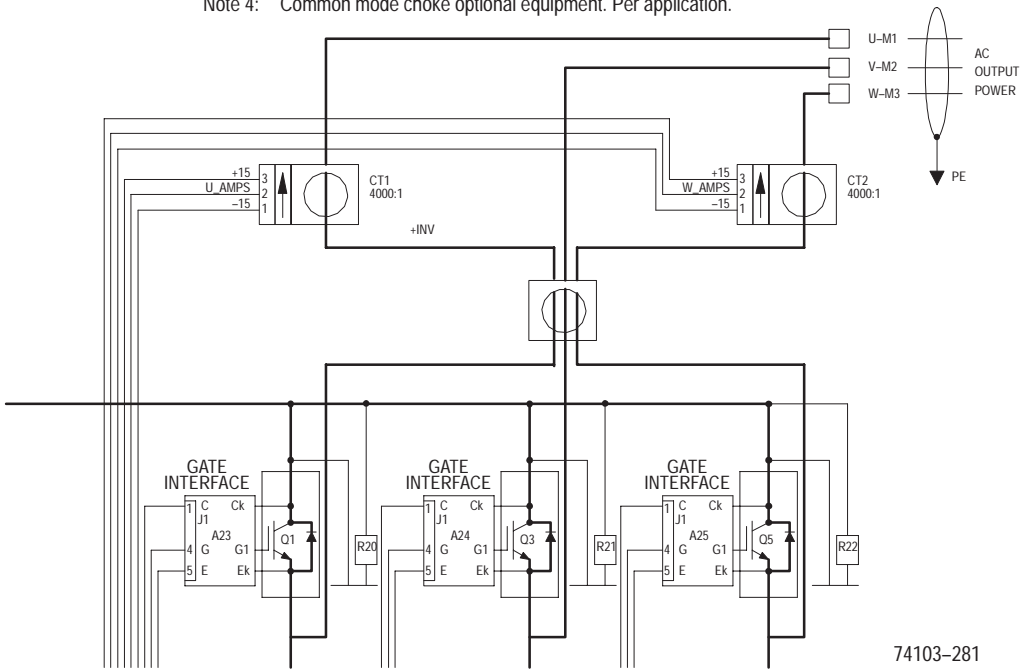 Note 4: Common mode choke optional equipment. Per application.
U–M1
V–M2
W–M3
AC
OUTPUT
POWER
PE
+15
U_AMPS
–15
3
2
1
CT1
4000:1
+15
W_AMPS
–15
3
2
1
CT2
4000:1
+INV
GATE
INTERFACE
1 C Ck
J1
A23
4 G G1
5 E Ek
Q1
R20
GATE
INTERFACE
1 C Ck
J1
A24
4 G G1
5 E Ek
Q3
R21
GATE
INTERFACE
1 C Ck
J1
A25
4 G G1
5 E Ek
Q5
R22
74103–281